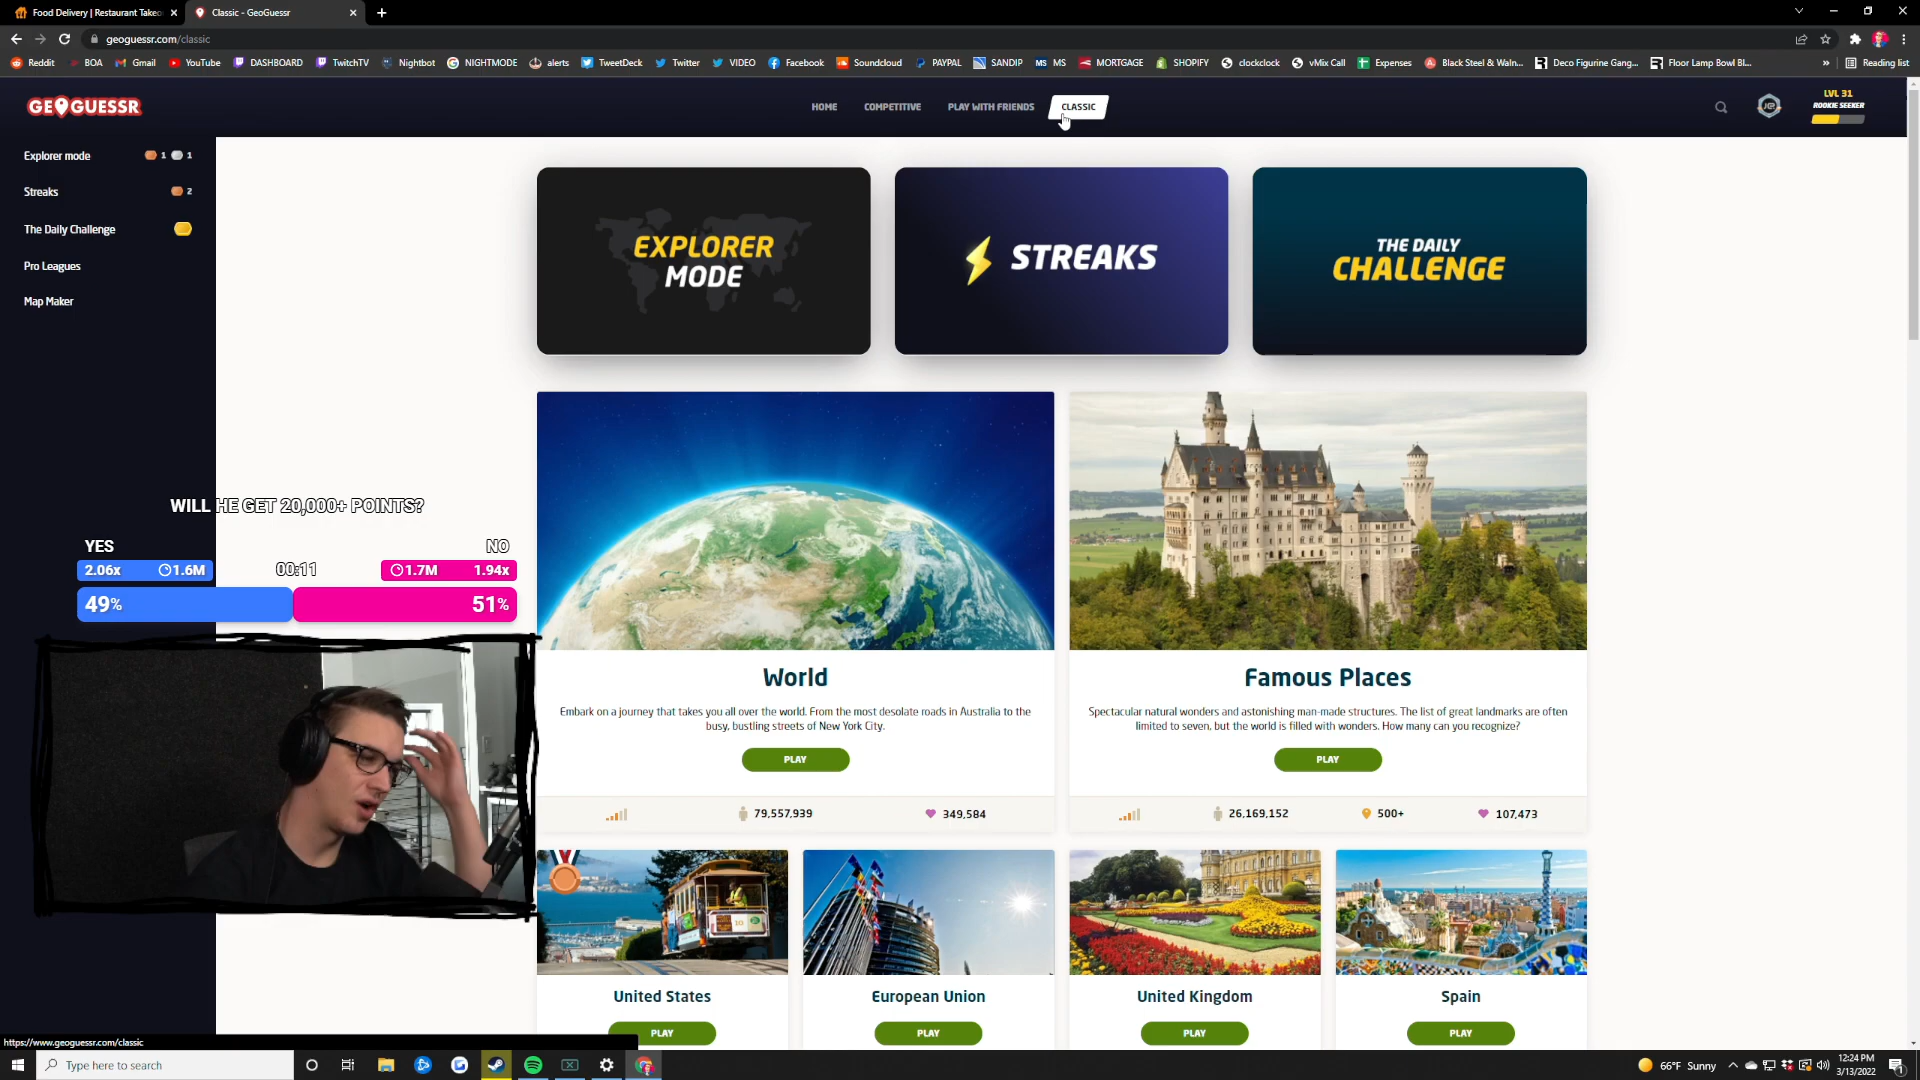 Food Delivery | Restaurant Takeo
Classic - GeoGuessr
geoguessr.com/classic
Reddit BOA Gmail YouTube DASHBOARD TwitchTV Nightbot NIGHTMODE alerts TweetDeck Twitter VIDEO Facebook Soundcloud PAYPAL SANDIP MS MS MORTGAGE SHOPIFY clockclock vMix Call Expenses Black Steel & Waln... Deco Figurine Gang... Floor Lamp Bowl Bl... » Reading list
GEOGUESSR
HOME COMPETITIVE PLAY WITH FRIENDS CLASSIC
LVL 31
ROOKIE SEEKER
Explorer mode 1 1
Streaks 2
The Daily Challenge
Pro Leagues
Map Maker
EXPLORER
MODE
STREAKS
THE DAILY
CHALLENGE
WILL HE GET 20,000+ POINTS?
YES NO
2.06x 1.6M 00:11 1.7M 1.94x
49% 51%
World
Embark on a journey that takes you all over the world. From the most desolate roads in Australia to the
busy, bustling streets of New York City.
PLAY
79,557,939 349,584
Famous Places
Spectacular natural wonders and astonishing man-made structures. The list of great landmarks are often
limited to seven, but the world is filled with wonders. How many can you recognize?
PLAY
26,169,152 500+ 107,473
United States
PLAY
European Union
PLAY
United Kingdom
PLAY
Spain
PLAY
https://www.geoguessr.com/classic
Type here to search
66°F Sunny
12:24 PM
3/13/2022